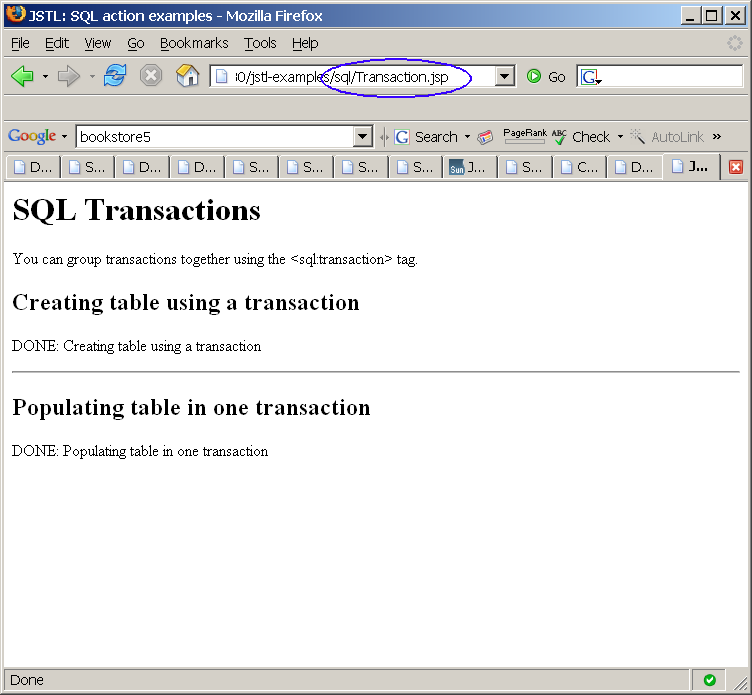 JSTL: SQL action examples - Mozilla Firefox
File Edit View Go Bookmarks Tools Help
0/jstl-examples/sql/Transaction.jsp Go G
Google bookstore5 G Search PageRank ABC Check AutoLink »
D... S... D... D... S... S... S... S... Sun J... S... C... D... J...
SQL Transactions
You can group transactions together using the <sql:transaction> tag.
Creating table using a transaction
DONE: Creating table using a transaction
Populating table in one transaction
DONE: Populating table in one transaction
Done